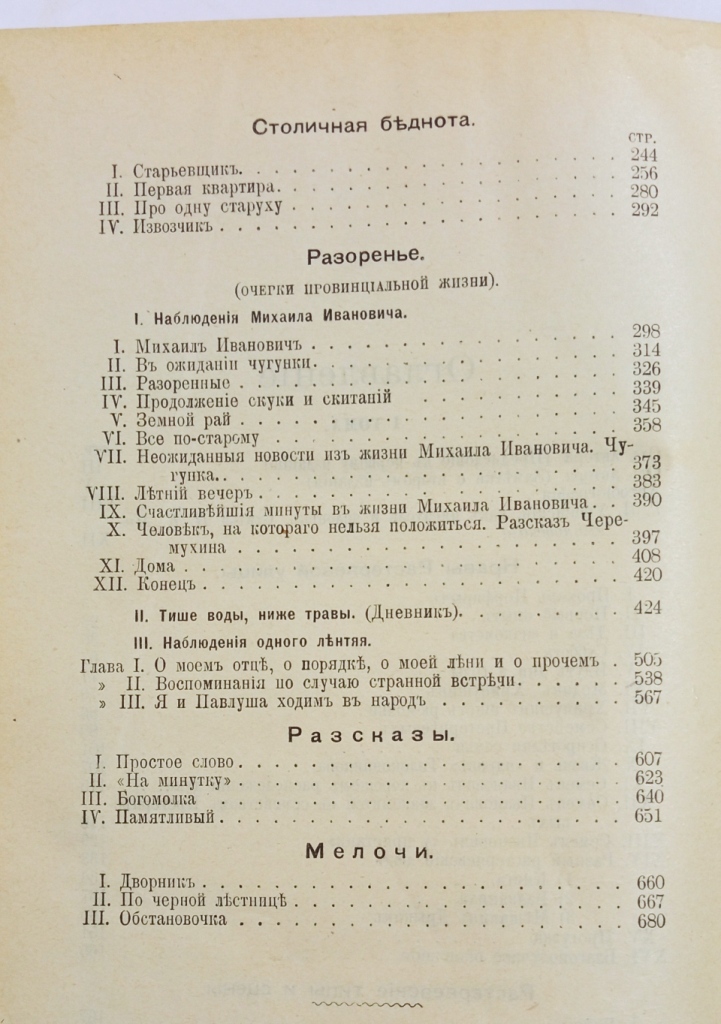 Столичная бѣднота.
СТР.
I. Старьевщикъ. 244
II. Первая квартира. 256
III. Про одну старуху 280
IV. Извозчикъ 292
Разоренье.
(очерки провинціальной жизни).
I. Наблюденія Михаила Ивановича.
I. Михаилъ Ивановичъ 298
II. Въ ожиданіи чугунки. 314
III. Разоренные 326
IV. Продолженіе скуки и скитаній 339
V. Земной рай 345
VI. Все по-старому 358
VII. Неожиданныя новости изъ жизни Михаила Ивановича. Чу-
гунка. 373
VIII. Лѣтній вечеръ 383
IX. Счастливѣйшія минуты въ жизни Михаила Ивановича. 390
X. Человѣкъ, на котораго нельзя положиться. Разсказъ Чере-
мухина 397
XI. Дома 408
XII. Конецъ 420
II. Тише воды, ниже травы. (Дневникъ). 424
III. Наблюденія одного лѣнтяя.
Глава I. О моемъ отцѣ, о порядкѣ, о моей лѣни и о прочемъ 505
» II. Воспоминанія по случаю странной встрѣчи. 538
» III. Я и Павлуша ходимъ въ народъ 567
Разсказы.
I. Простое слово 607
II. «На минутку» 623
III. Богомолка 640
IV. Памятливый 651
Мелочи.
I. Дворникъ 660
II. По черной лѣстницѣ 667
III. Обстановочка 680